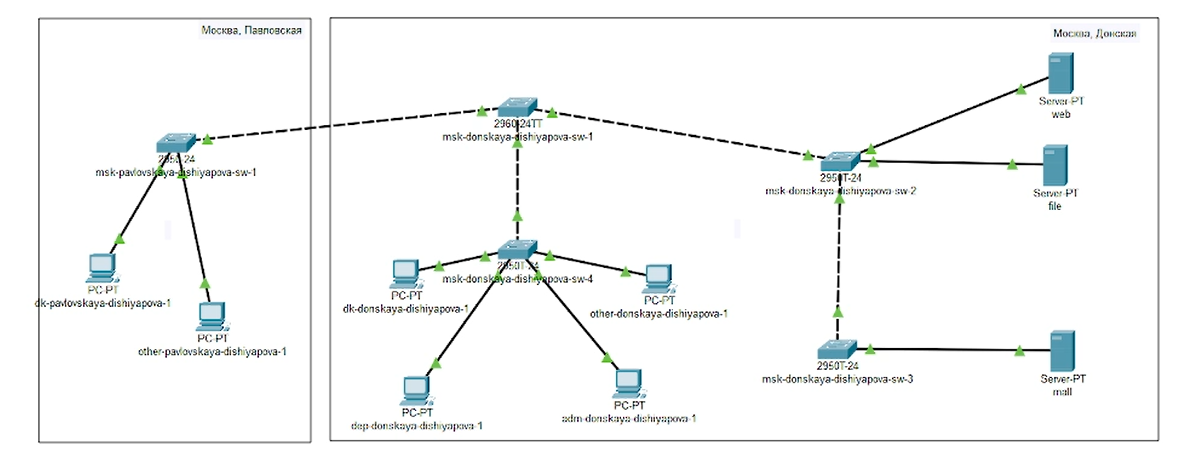 Москва, Павловская
Москва, Донская
Server-PT
web
2960-24TT
msk-donskaya-dishiyapova-sw-1
2950-24
msk-pavlovskaya-dishiyapova-sw-1
2950T-24
msk-donskaya-dishiyapova-sw-2
Server-PT
file
2950T-24
msk-donskaya-dishiyapova-sw-4
PC-PT
dk-pavlovskaya-dishiyapova-1
PC-PT
dk-donskaya-dishiyapova-1
PC-PT
other-donskaya-dishiyapova-1
PC-PT
other-pavlovskaya-dishiyapova-1
2950T-24
msk-donskaya-dishiyapova-sw-3
Server-PT
mail
PC-PT
dep-donskaya-dishiyapova-1
PC-PT
adm-donskaya-dishiyapova-1